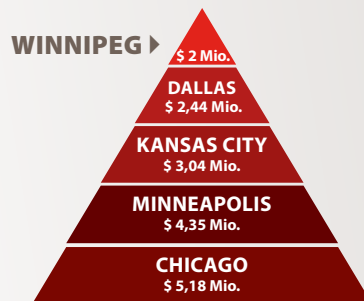 WINNIPEG
$ 2 Mio.
DALLAS
$ 2,44 Mio.
KANSAS CITY
$ 3,04 Mio.
MINNEAPOLIS
$ 4,35 Mio.
CHICAGO
$ 5,18 Mio.